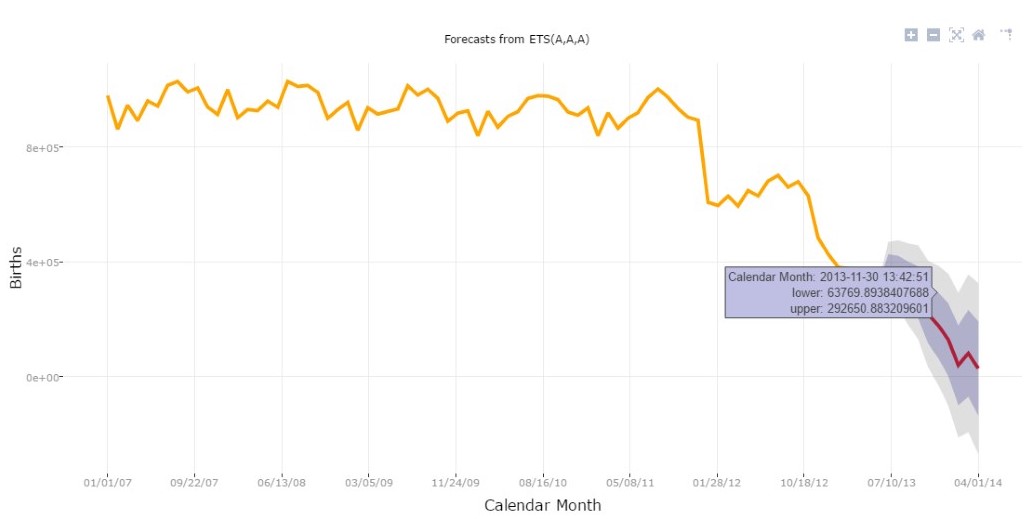 Forecasts from ETS(A,A,A)
8e+05
4e+05
0e+00
Births
Calendar Month: 2013-11-30 13:42:51
lower: 63769.8938407688
upper: 292650.883209601
01/01/07 09/22/07 06/13/08 03/05/09 11/24/09 08/16/10 05/08/11 01/28/12 10/18/12 07/10/13 04/01/14
Calendar Month